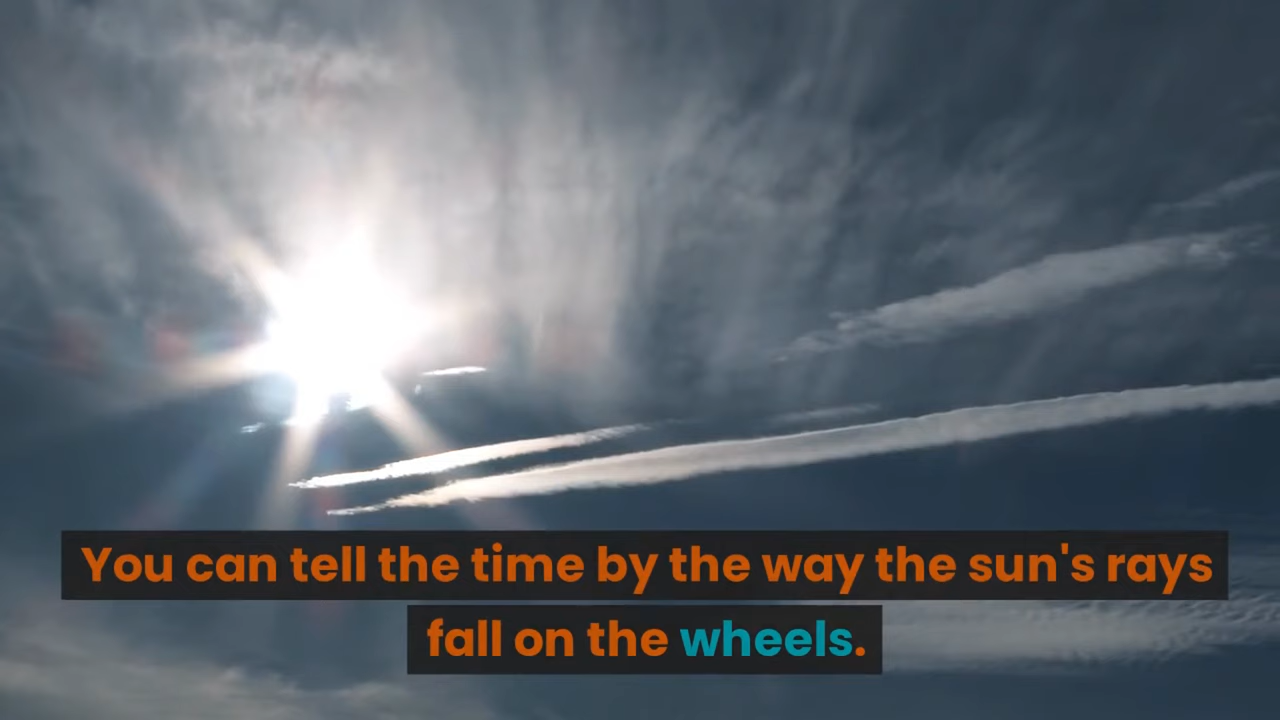 You can tell the time by the way the sun's rays
fall on the wheels.